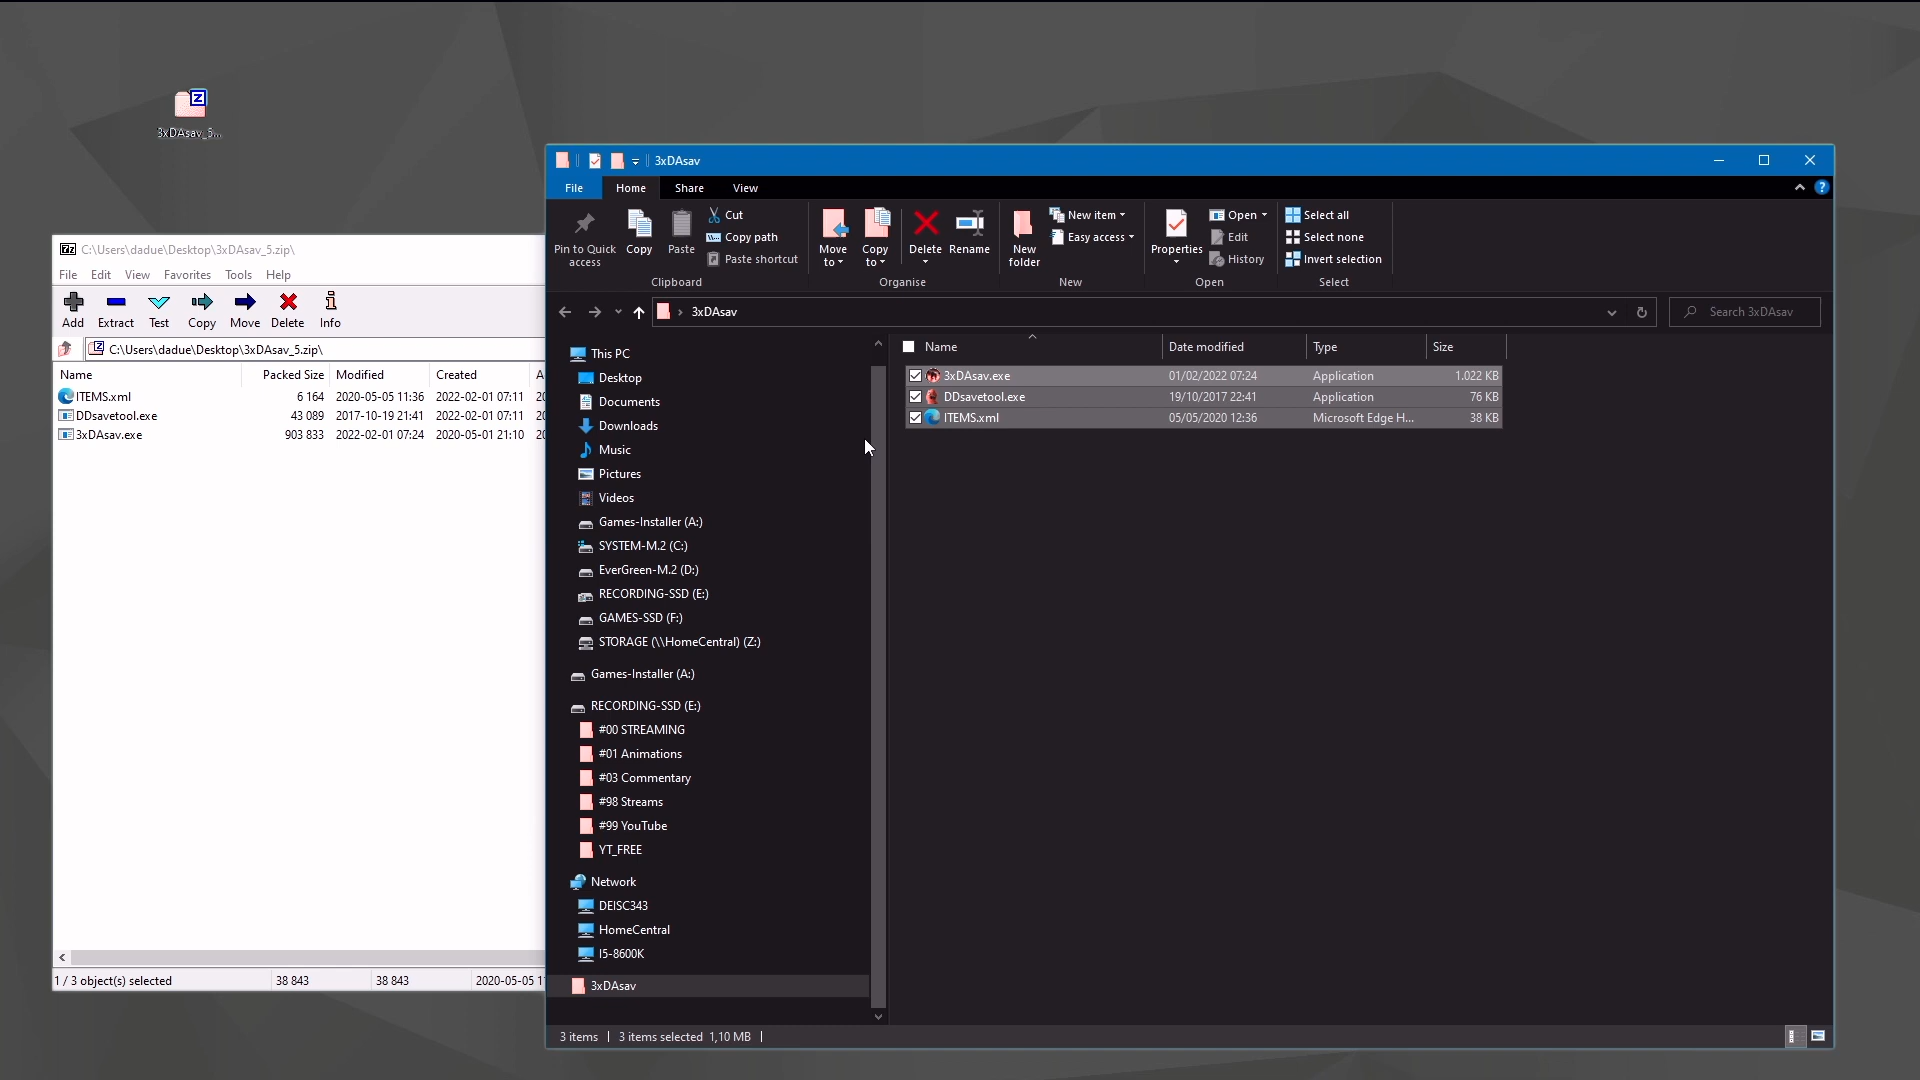 3xDAsav_5...
C:\Users\dadue\Desktop\3xDAsav_5.zip\
File Edit View Favorites Tools Help
Add Extract Test Copy Move Delete Info
C:\Users\dadue\Desktop\3xDAsav_5.zip\
Name Packed Size Modified Created A
ITEMS.xml 6 164 2020-05-05 11:36 2022-02-01 07:11 20
DDsavetool.exe 43 089 2017-10-19 21:41 2022-02-01 07:11 20
3xDAsav.exe 903 833 2022-02-01 07:24 2020-05-01 21:10 20
1 / 3 object(s) selected 38 843 38 843 2020-05-05 1
3xDAsav
File Home Share View
Pin to Quick access
Copy
Paste
Cut
Copy path
Paste shortcut
Clipboard
Move to
Copy to
Delete
Rename
Organise
New folder
New item
Easy access
New
Properties
Open
Edit
History
Open
Select all
Select none
Invert selection
Select
3xDAsav
Search 3xDAsav
This PC
Desktop
Documents
Downloads
Music
Pictures
Videos
Games-Installer (A:)
SYSTEM-M.2 (C:)
EverGreen-M.2 (D:)
RECORDING-SSD (E:)
GAMES-SSD (F:)
STORAGE (\\HomeCentral) (Z:)
Games-Installer (A:)
RECORDING-SSD (E:)
#00 STREAMING
#01 Animations
#03 Commentary
#98 Streams
#99 YouTube
YT_FREE
Network
DEISC343
HomeCentral
I5-8600K
3xDAsav
Name Date modified Type Size
3xDAsav.exe 01/02/2022 07:24 Application 1.022 KB
DDsavetool.exe 19/10/2017 22:41 Application 76 KB
ITEMS.xml 05/05/2020 12:36 Microsoft Edge H... 38 KB
3 items 3 items selected 1,10 MB